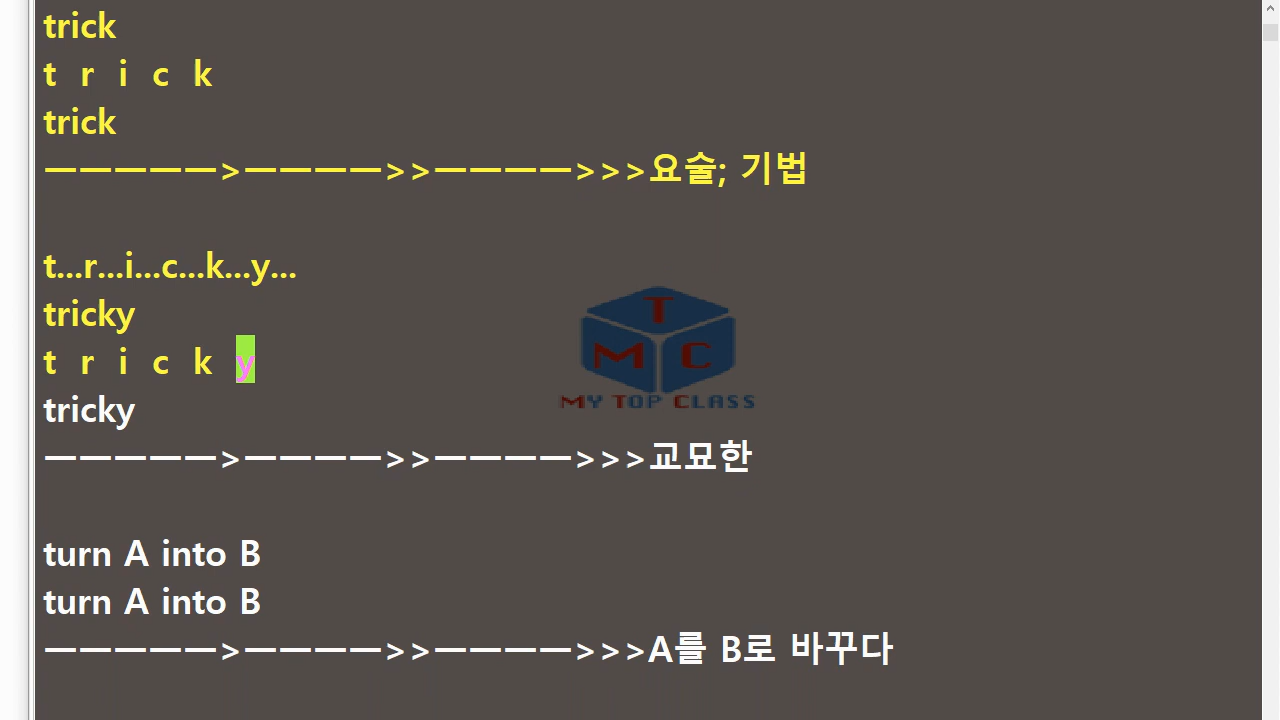 trick
t r i c k
trick
―――――>――――>>――――>>>요술; 기법
t...r...i...c...k...y...
tricky
t r i c k y
tricky
―――――>――――>>――――>>>교묘한
turn A into B
turn A into B
―――――>――――>>――――>>>A를 B로 바꾸다
T
M C
MY TOP CLASS